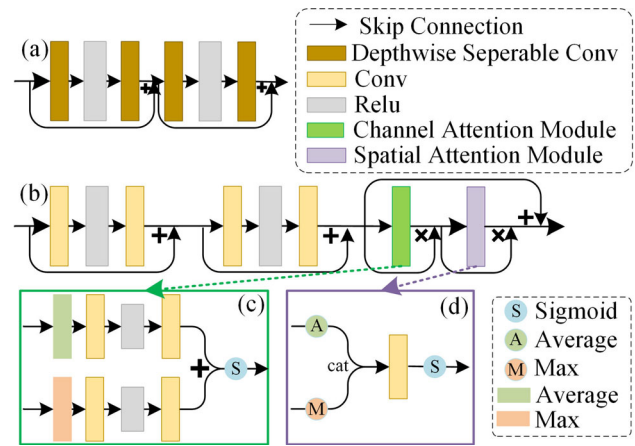 (a)
Skip Connection
Depthwise Seperable Conv
Conv
Relu
Channel Attention Module
Spatial Attention Module
+
+
(b)
+
+
×
×
+
(c)
+
S
(d)
A
M
cat
S
S Sigmoid
A Average
M Max
Average
Max